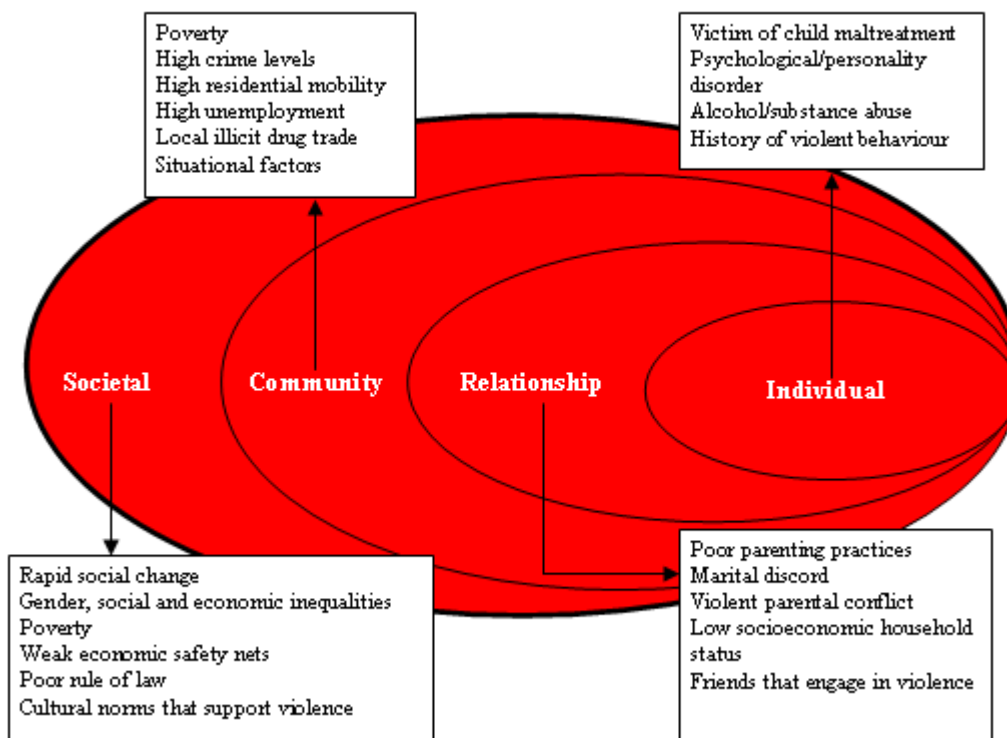 Poverty
High crime levels
High residential mobility
High unemployment
Local illicit drug trade
Situational factors
Victim of child maltreatment
Psychological/personality
disorder
Alcohol/substance abuse
History of violent behaviour
Societal
Community
Relationship
Individual
Rapid social change
Gender, social and economic inequalities
Poverty
Weak economic safety nets
Poor rule of law
Cultural norms that support violence
Poor parenting practices
Marital discord
Violent parental conflict
Low socioeconomic household
status
Friends that engage in violence